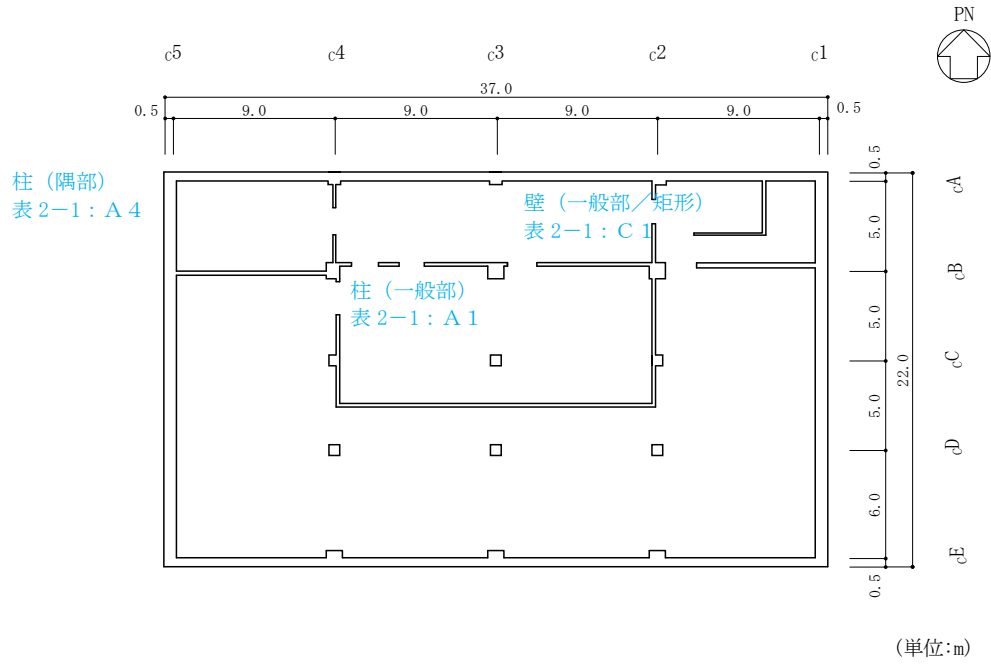 PN
c5 c4 c3 c2 c1
37.0
0.5 9.0 9.0 9.0 9.0 0.5
柱（隅部）
表２－１：Ａ４
壁（一般部／矩形）
表２－１：Ｃ１
柱（一般部）
表２－１：Ａ１
0.5
cA
5.0
cB
5.0
cC
22.0
5.0
cD
6.0
cE
0.5
（単位:m）